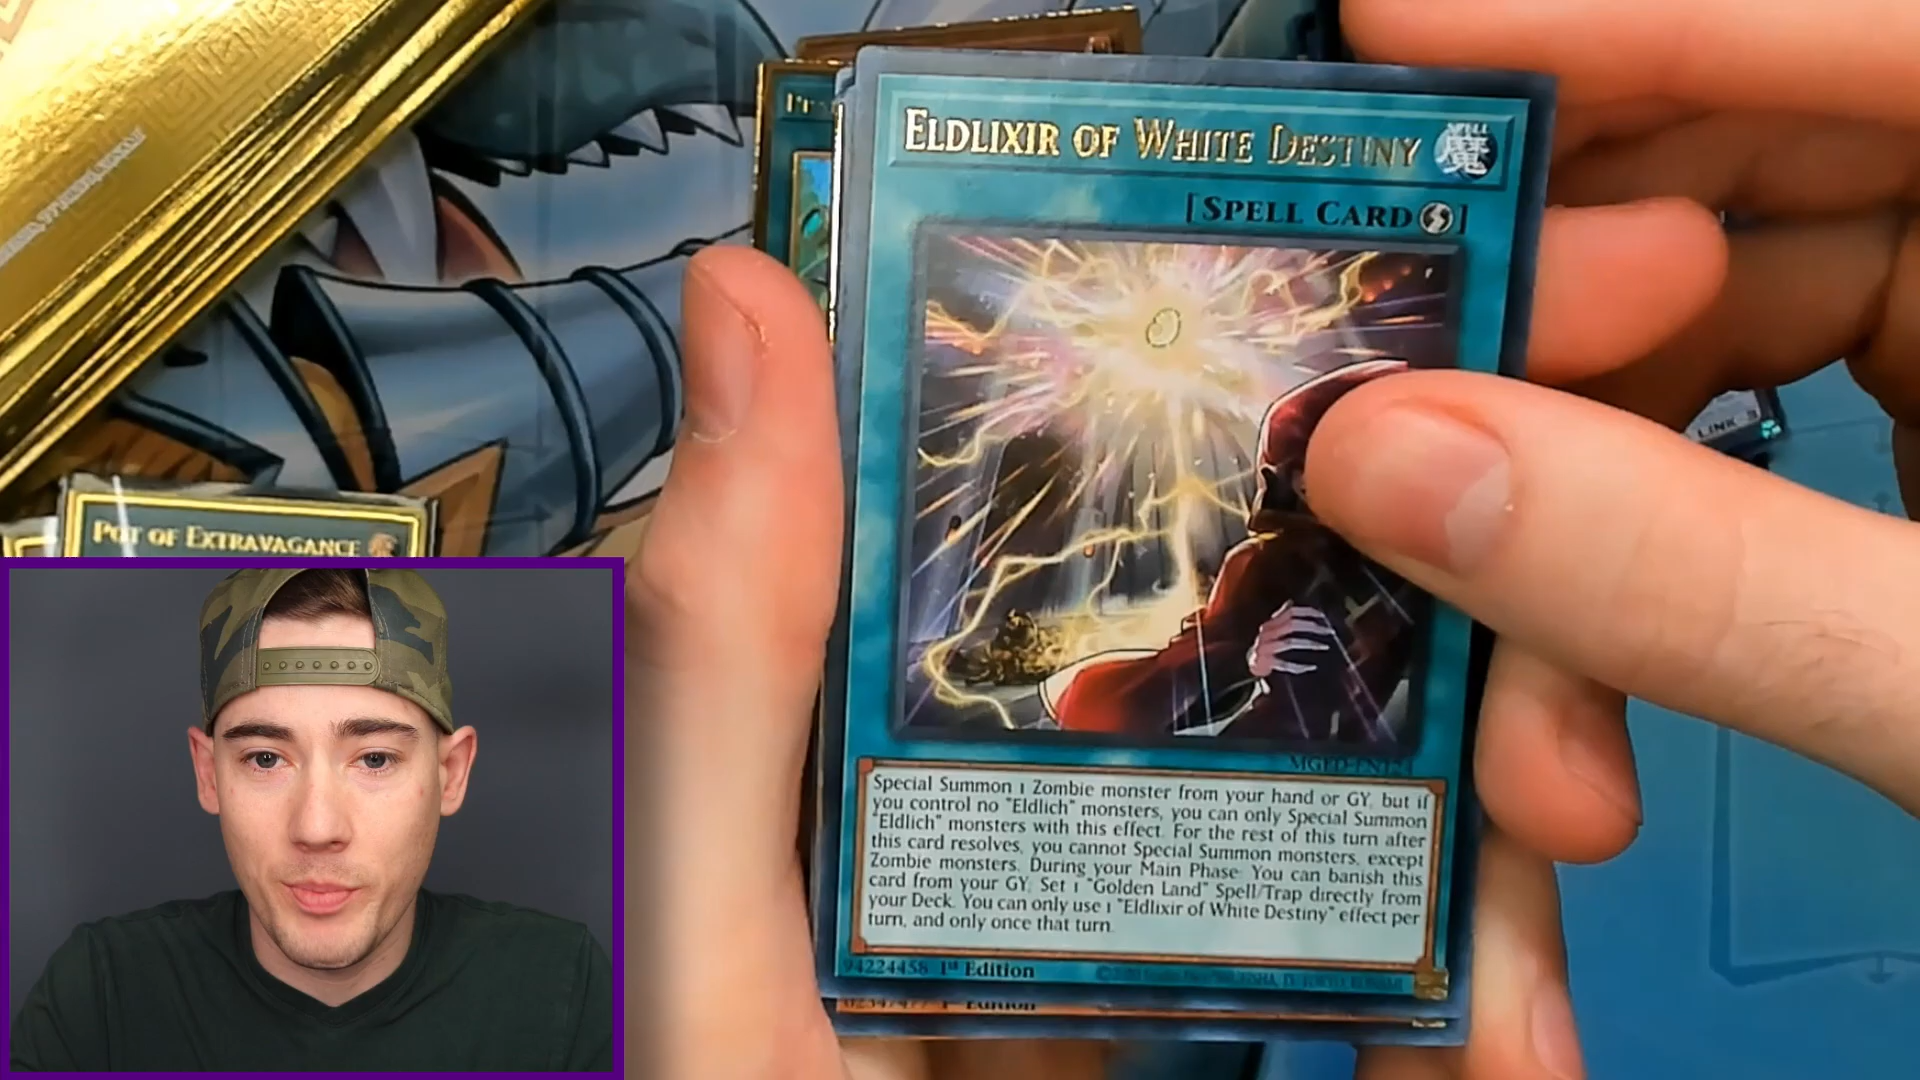 POT OF EXTRAVAGANCE
ELDLIXIR OF WHITE DESTINY
SPELL
魔
[SPELL CARD]
LINK-3
Special Summon 1 Zombie monster from your hand or GY, but if
you control no "Eldlich" monsters, you can only Special Summon
"Eldlich" monsters with this effect. For the rest of this turn after
this card resolves, you cannot Special Summon monsters, except
Zombie monsters. During your Main Phase: You can banish this
card from your GY; Set 1 "Golden Land" Spell/Trap directly from
your Deck. You can only use 1 "Eldlixir of White Destiny" effect per
turn, and only once that turn.
94224458 1st Edition
1st Edition